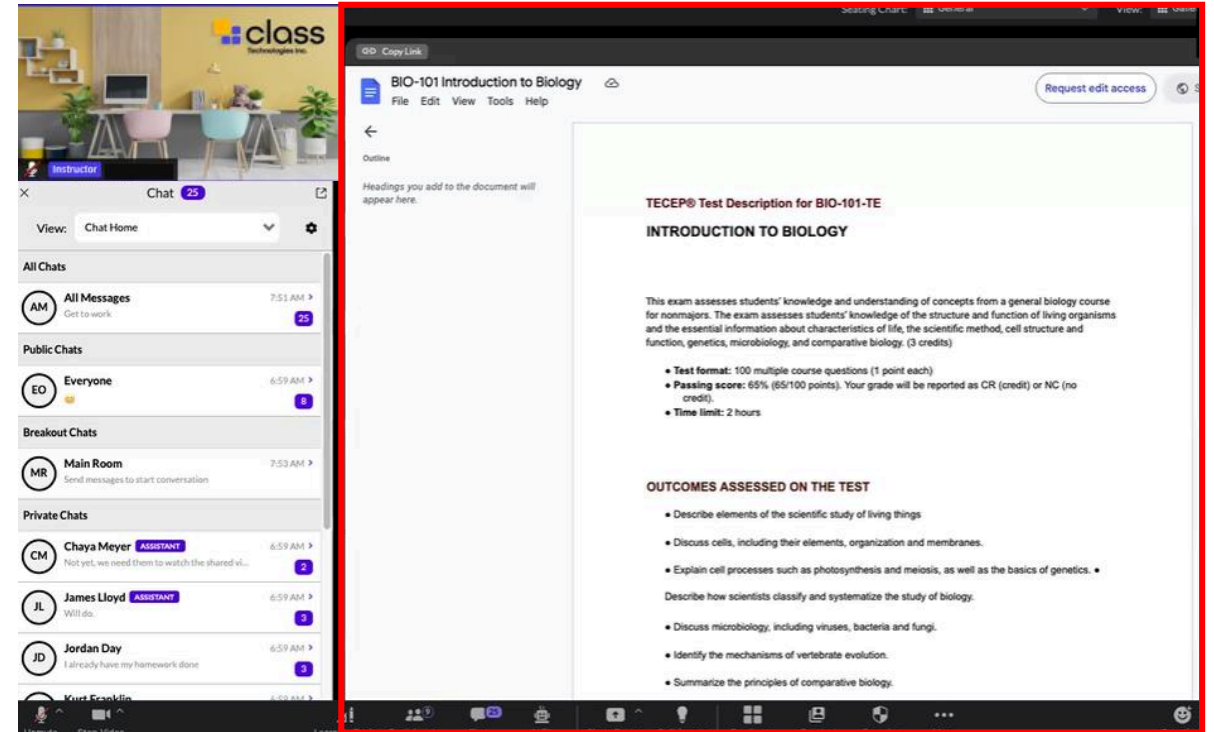 class
Technologies Inc.
Instructor
Chat 25
View: Chat Home
All Chats
AM All Messages 7:51 AM >
Get to work 25
Public Chats
EO Everyone 6:59 AM >
8
Breakout Chats
MR Main Room 7:53 AM >
Send messages to start conversation
Private Chats
CM Chaya Meyer ASSISTANT 6:59 AM >
Not yet, we need them to watch the shared vi... 2
JL James Lloyd ASSISTANT 6:59 AM >
Will do. 3
JD Jordan Day 6:59 AM >
I already have my homework done 3
Kurt Franklin 6:59 AM >
Seating Chart: General View:
Copy Link
BIO-101 Introduction to Biology
File Edit View Tools Help
Request edit access
Outline
Headings you add to the document will
appear here.
TECEP® Test Description for BIO-101-TE
INTRODUCTION TO BIOLOGY
This exam assesses students' knowledge and understanding of concepts from a general biology course
for nonmajors. The exam assesses students' knowledge of the structure and function of living organisms
and the essential information about characteristics of life, the scientific method, cell structure and
function, genetics, microbiology, and comparative biology. (3 credits)
● Test format: 100 multiple course questions (1 point each)
● Passing score: 65% (65/100 points). Your grade will be reported as CR (credit) or NC (no
credit).
● Time limit: 2 hours
OUTCOMES ASSESSED ON THE TEST
● Describe elements of the scientific study of living things
● Discuss cells, including their elements, organization and membranes.
● Explain cell processes such as photosynthesis and meiosis, as well as the basics of genetics. ●
Describe how scientists classify and systematize the study of biology.
● Discuss microbiology, including viruses, bacteria and fungi.
● Identify the mechanisms of vertebrate evolution.
● Summarize the principles of comparative biology.
9 25